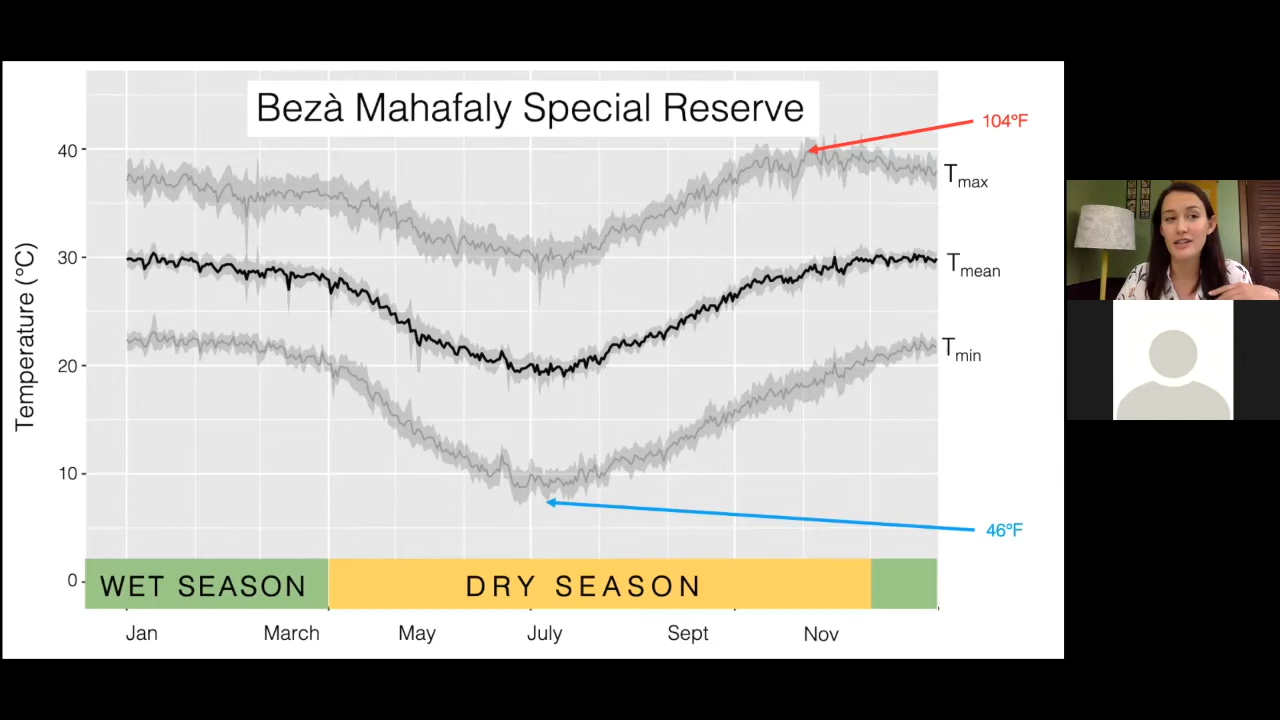 Bezà Mahafaly Special Reserve
104°F
40
30
20
10
0
Temperature (°C)
Tmax
Tmean
Tmin
46°F
WET SEASON
DRY SEASON
Jan March May July Sept Nov